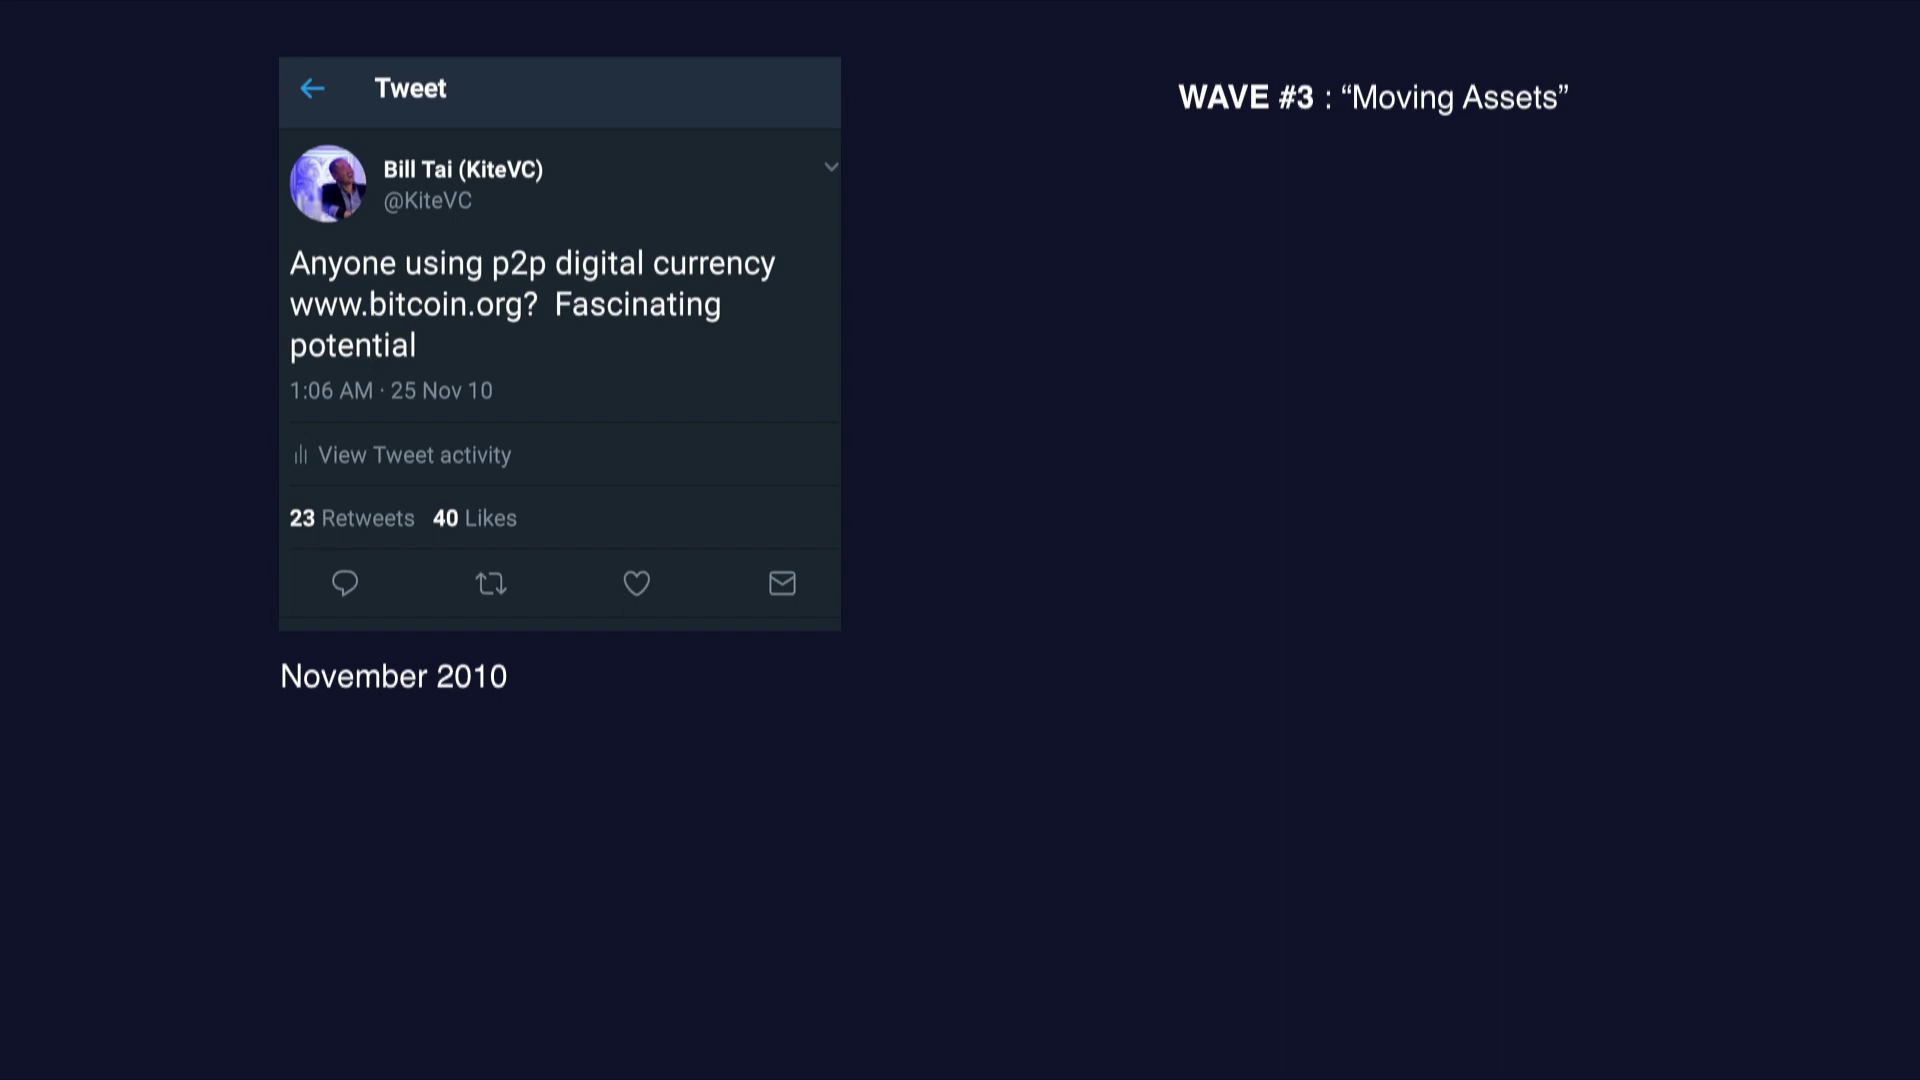 Tweet
Bill Tai (KiteVC)
@KiteVC
Anyone using p2p digital currency
www.bitcoin.org?  Fascinating
potential
1:06 AM · 25 Nov 10
View Tweet activity
23 Retweets  40 Likes
November 2010
WAVE #3 : “Moving Assets”